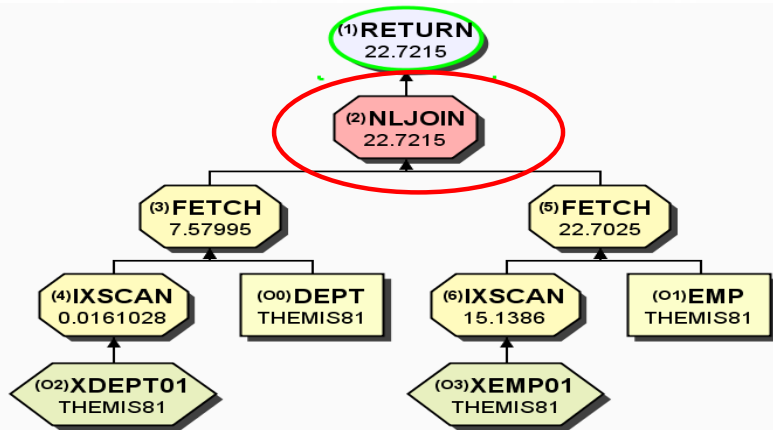 (1)RETURN
22.7215
(2)NLJOIN
22.7215
(3)FETCH
7.57995
(5)FETCH
22.7025
(4)IXSCAN
0.0161028
(O0)DEPT
THEMIS81
(6)IXSCAN
15.1386
(O1)EMP
THEMIS81
(O2)XDEPT01
THEMIS81
(O3)XEMP01
THEMIS81